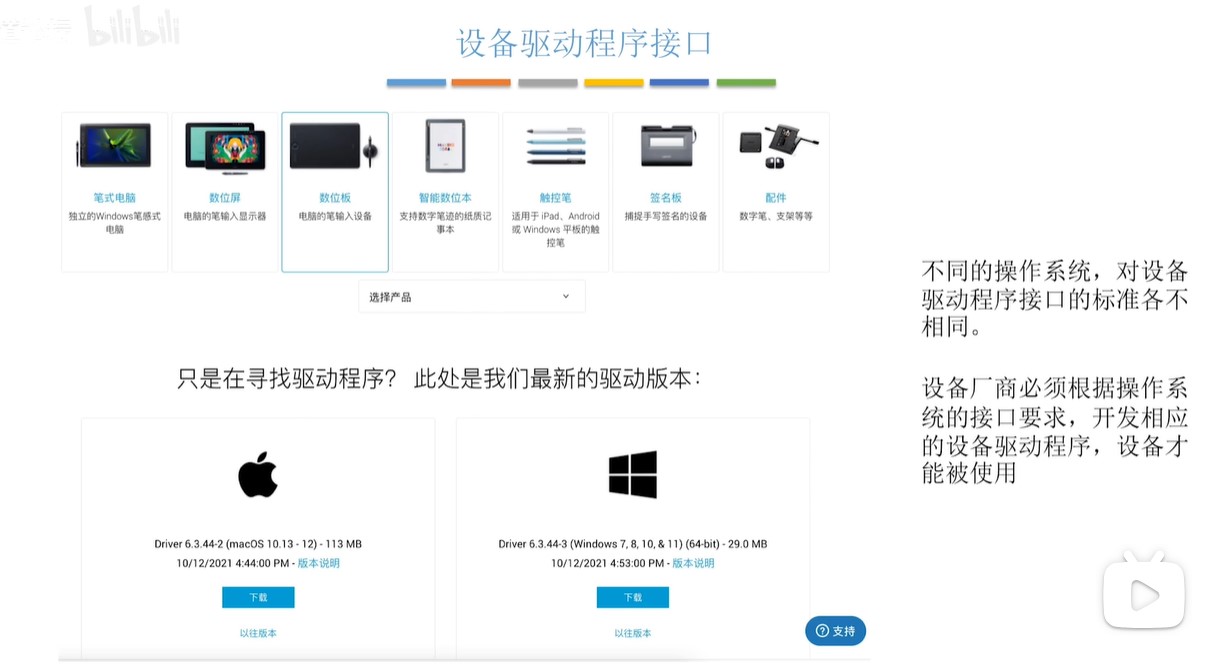 bilibili
设备驱动程序接口
笔式电脑
独立的Windows笔感式
电脑
数位屏
电脑的笔输入显示器
数位板
电脑的笔输入设备
智能数位本
支持数字笔迹的纸质记
事本
触控笔
适用于 iPad、Android
或 Windows 平板的触
控笔
签名板
捕捉手写签名的设备
配件
数字笔、支架等等
选择产品
只是在寻找驱动程序？ 此处是我们最新的驱动版本：
Driver 6.3.44-2 (macOS 10.13 - 12) - 113 MB
10/12/2021 4:44:00 PM - 版本说明
下载
以往版本
Driver 6.3.44-3 (Windows 7, 8, 10, & 11) (64-bit) - 29.0 MB
10/12/2021 4:53:00 PM - 版本说明
下载
以往版本
支持
不同的操作系统，对设备
驱动程序接口的标准各不
相同。
设备厂商必须根据操作系
统的接口要求，开发相应
的设备驱动程序，设备才
能被使用